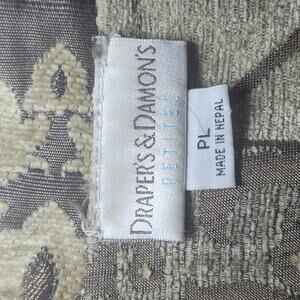 DRAPER'S & DAMON'S
PETITES
PL
MADE IN NEPAL